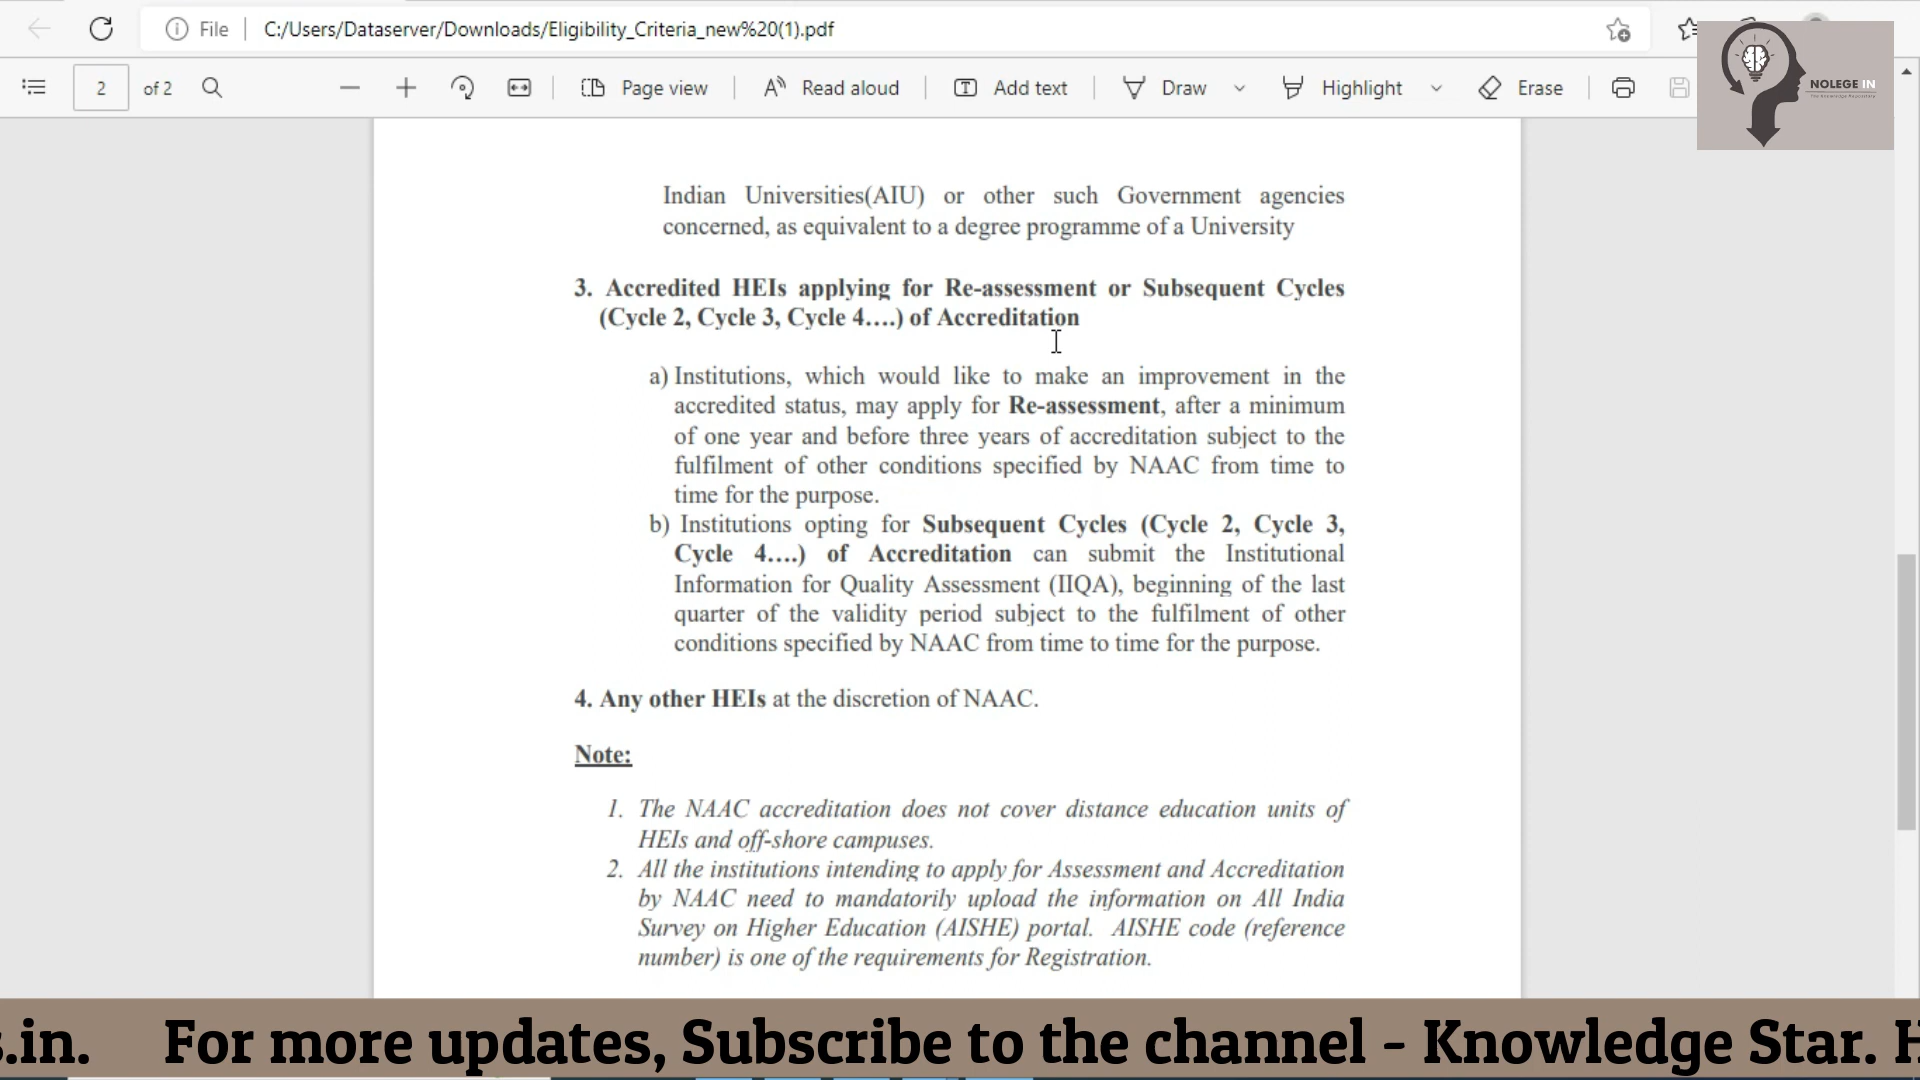 File
C:/Users/Dataserver/Downloads/Eligibility_Criteria_new%20(1).pdf
2 of 2
Page view
Read aloud
Add text
Draw
Highlight
Erase
NOLEGE IN
Indian Universities(AIU) or other such Government agencies
concerned, as equivalent to a degree programme of a University
3. Accredited HEIs applying for Re-assessment or Subsequent Cycles
(Cycle 2, Cycle 3, Cycle 4….) of Accreditation
a) Institutions, which would like to make an improvement in the
accredited status, may apply for Re-assessment, after a minimum
of one year and before three years of accreditation subject to the
fulfilment of other conditions specified by NAAC from time to
time for the purpose.
b) Institutions opting for Subsequent Cycles (Cycle 2, Cycle 3,
Cycle 4….) of Accreditation can submit the Institutional
Information for Quality Assessment (IIQA), beginning of the last
quarter of the validity period subject to the fulfilment of other
conditions specified by NAAC from time to time for the purpose.
4. Any other HEIs at the discretion of NAAC.
Note:
1. The NAAC accreditation does not cover distance education units of
HEIs and off-shore campuses.
2. All the institutions intending to apply for Assessment and Accreditation
by NAAC need to mandatorily upload the information on All India
Survey on Higher Education (AISHE) portal. AISHE code (reference
number) is one of the requirements for Registration.
s.in. For more updates, Subscribe to the channel - Knowledge Star. H